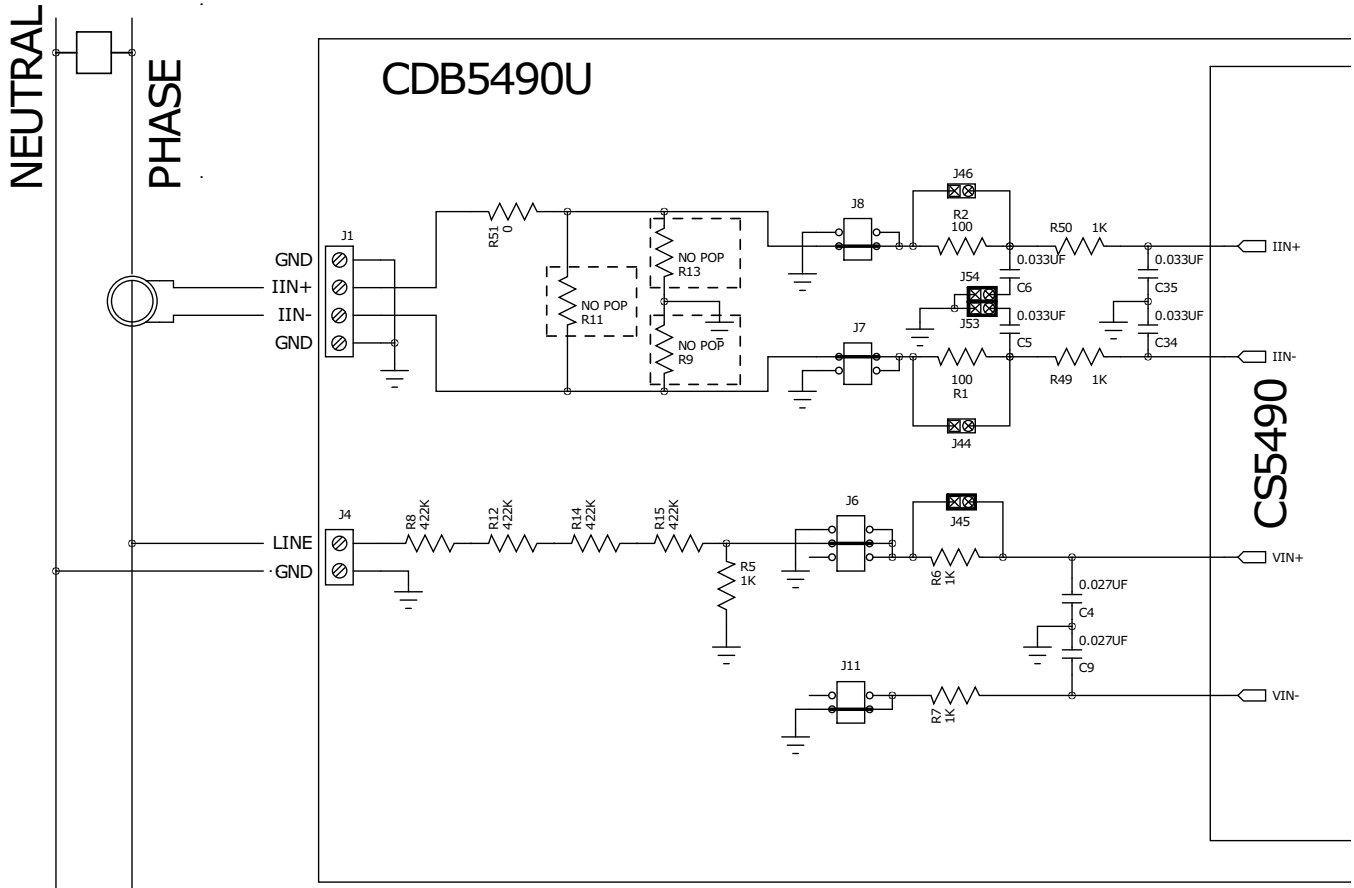 NEUTRAL
PHASE
CDB5490U
J1
GND
IIN+
IIN-
GND
R51
0
NO POP
R11
NO POP
R13
NO POP
R9
J8
J46
R2
100
R50 1K
0.033UF
C6
J54
J53
0.033UF
C5
0.033UF
C35
0.033UF
C34
IIN+
IIN-
J7
100
R1
R49 1K
J44
CS5490
J4
LINE
GND
R8
422K
R12
422K
R14
422K
R15
422K
R5
1K
J6
J45
R6
1K
VIN+
0.027UF
C4
0.027UF
C9
J11
R7
1K
VIN-